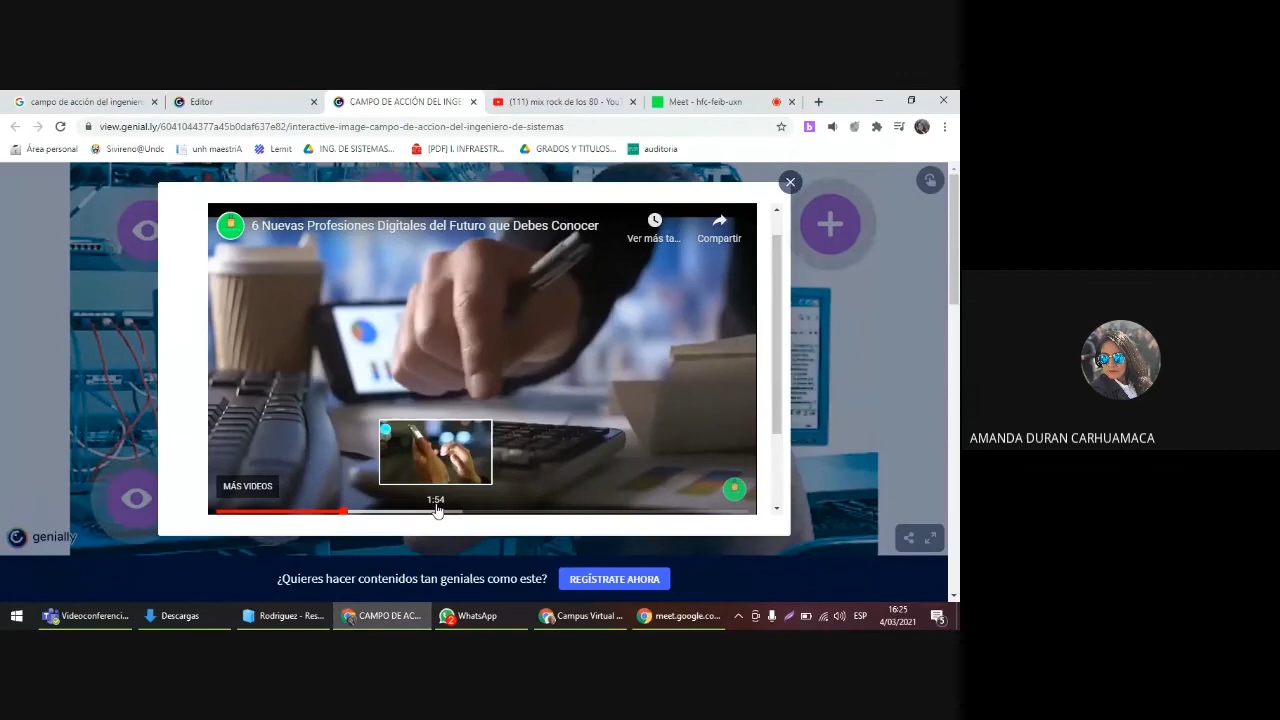 campo de acción del ingenier
Editor
CAMPO DE ACCIÓN DEL INGE
(111) mix rock de los 80 - YouT
Meet - hfc-feib-uxn
view.genial.ly/6041044377a45b0daf637e82/interactive-image-campo-de-accion-del-ingeniero-de-sistemas
Área personal
Sivireno@Undc
unh maestriA
Lemit
ING. DE SISTEMAS...
[PDF] I. INFRAESTR...
GRADOS Y TITULOS...
auditoria
6 Nuevas Profesiones Digitales del Futuro que Debes Conocer
Ver más ta...
Compartir
MÁS VIDEOS
1:54
genially
¿Quieres hacer contenidos tan geniales como este?
REGÍSTRATE AHORA
AMANDA DURAN CARHUAMACA
Videoconferenci...
Descargas
Rodriguez - Res...
CAMPO DE AC...
2
WhatsApp
Campus Virtual ...
meet.google.co...
ESP
16:25
4/03/2021
5